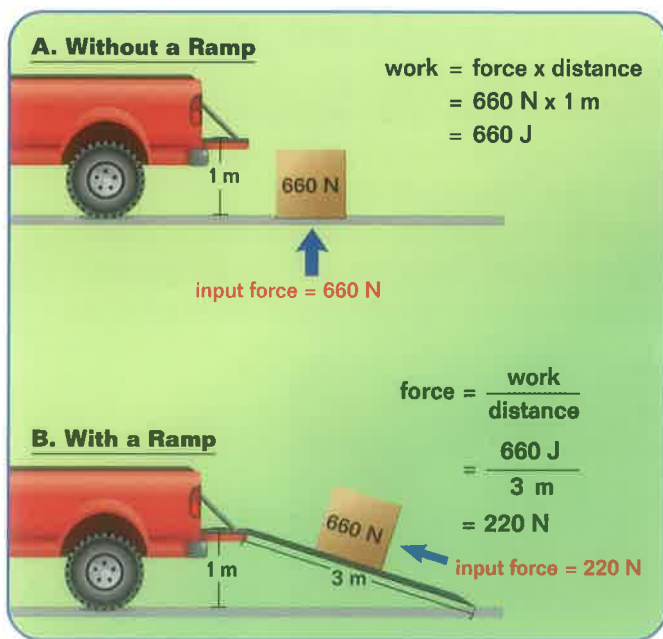 A. Without a Ramp
work = force x distance
= 660 N x 1 m
= 660 J
1 m
660 N
input force = 660 N
force = work
distance
= 660 J
3 m
= 220 N
B. With a Ramp
660 N
1 m
3 m
input force = 220 N